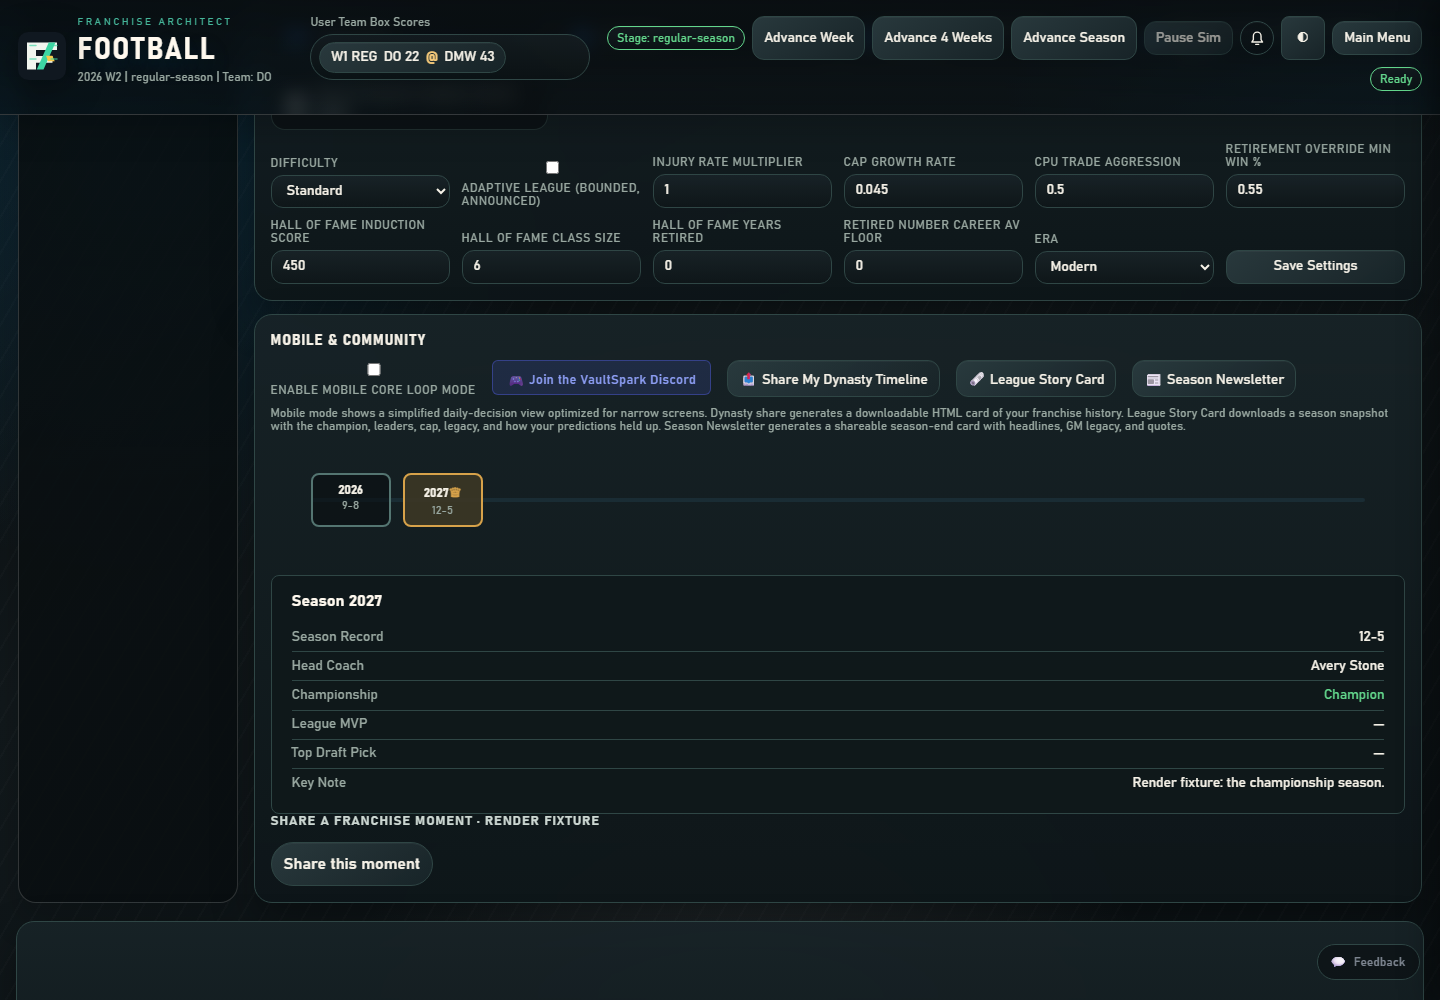 FRANCHISE ARCHITECT
FOOTBALL
2026 W2 | regular-season | Team: DO
User Team Box Scores
W1 REG DO 22 @ DMW 43
Stage: regular-season
Advance Week
Advance 4 Weeks
Advance Season
Pause Sim
Main Menu
Ready
DIFFICULTY
Standard
ADAPTIVE LEAGUE (BOUNDED,
ANNOUNCED)
INJURY RATE MULTIPLIER
1
CAP GROWTH RATE
0.045
CPU TRADE AGGRESSION
0.5
RETIREMENT OVERRIDE MIN
WIN %
0.55
HALL OF FAME INDUCTION
SCORE
450
HALL OF FAME CLASS SIZE
6
HALL OF FAME YEARS
RETIRED
0
RETIRED NUMBER CAREER AV
FLOOR
0
ERA
Modern
Save Settings
MOBILE & COMMUNITY
ENABLE MOBILE CORE LOOP MODE
Join the VaultSpark Discord
Share My Dynasty Timeline
League Story Card
Season Newsletter
Mobile mode shows a simplified daily-decision view optimized for narrow screens. Dynasty share generates a downloadable HTML card of your franchise history. League Story Card downloads a season snapshot
with the champion, leaders, cap, legacy, and how your predictions held up. Season Newsletter generates a shareable season-end card with headlines, GM legacy, and quotes.
2026
9-8
2027
12-5
Season 2027
Season Record 12-5
Head Coach Avery Stone
Championship Champion
League MVP —
Top Draft Pick —
Key Note Render fixture: the championship season.
SHARE A FRANCHISE MOMENT · RENDER FIXTURE
Share this moment
Feedback